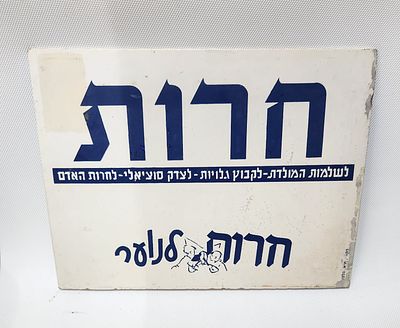 חרות
לשלמות המולדת-לקבוץ גלויות-לצדק סוציאלי-לחרות האדם
חרות לנוער